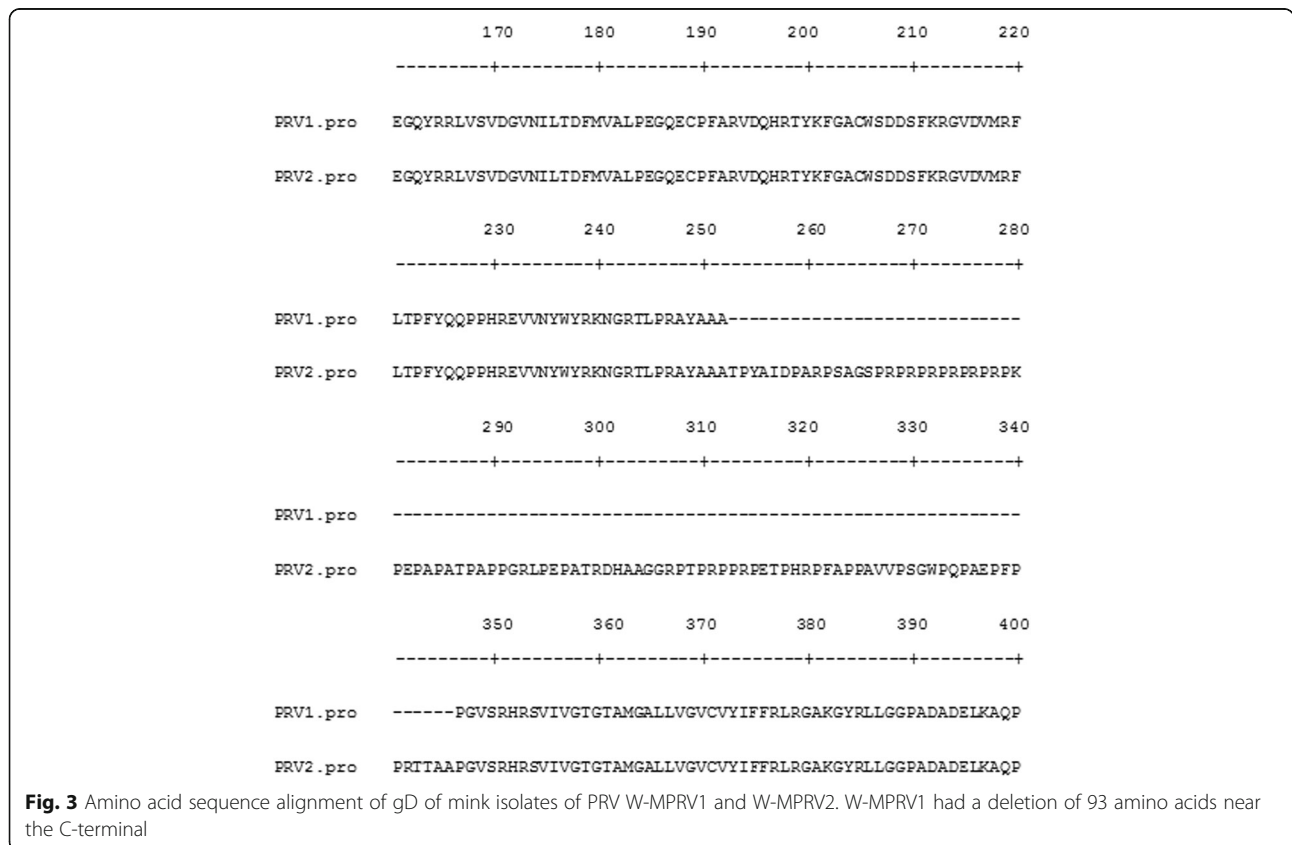 170 180 190 200 210 220
---------+---------+---------+---------+---------+---------+
PRV1.pro EGQYRRLVSVDGVNILTDFMVALPEGQECPFARVDQHRTYKFGACWSDDSFKRGVDVMRF
PRV2.pro EGQYRRLVSVDGVNILTDFMVALPEGQECPFARVDQHRTYKFGACWSDDSFKRGVDVMRF
230 240 250 260 270 280
---------+---------+---------+---------+---------+---------+
PRV1.pro LTPFYQQPPHREVVNYWYRKNGRTLPRAYAAA----------------------------
PRV2.pro LTPFYQQPPHREVVNYWYRKNGRTLPRAYAAATPYAIDPARPSAGSPRPRPRPRPRPRPK
290 300 310 320 330 340
---------+---------+---------+---------+---------+---------+
PRV1.pro ------------------------------------------------------------
PRV2.pro PEPAPATPAPPGRLPEPATRDHAAGGRPTPRPPRPETPHRPFAPPAVVPSGWPQPAEPFP
350 360 370 380 390 400
---------+---------+---------+---------+---------+---------+
PRV1.pro ------PGVSRHRSVIVGTGTAMGALLVGVCVYIFFRLRGAKGYRLLGGPADADELKAQP
PRV2.pro PRTTAAPGVSRHRSVIVGTGTAMGALLVGVCVYIFFRLRGAKGYRLLGGPADADELKAQP
Fig. 3 Amino acid sequence alignment of gD of mink isolates of PRV W-MPRV1 and W-MPRV2. W-MPRV1 had a deletion of 93 amino acids near
the C-terminal